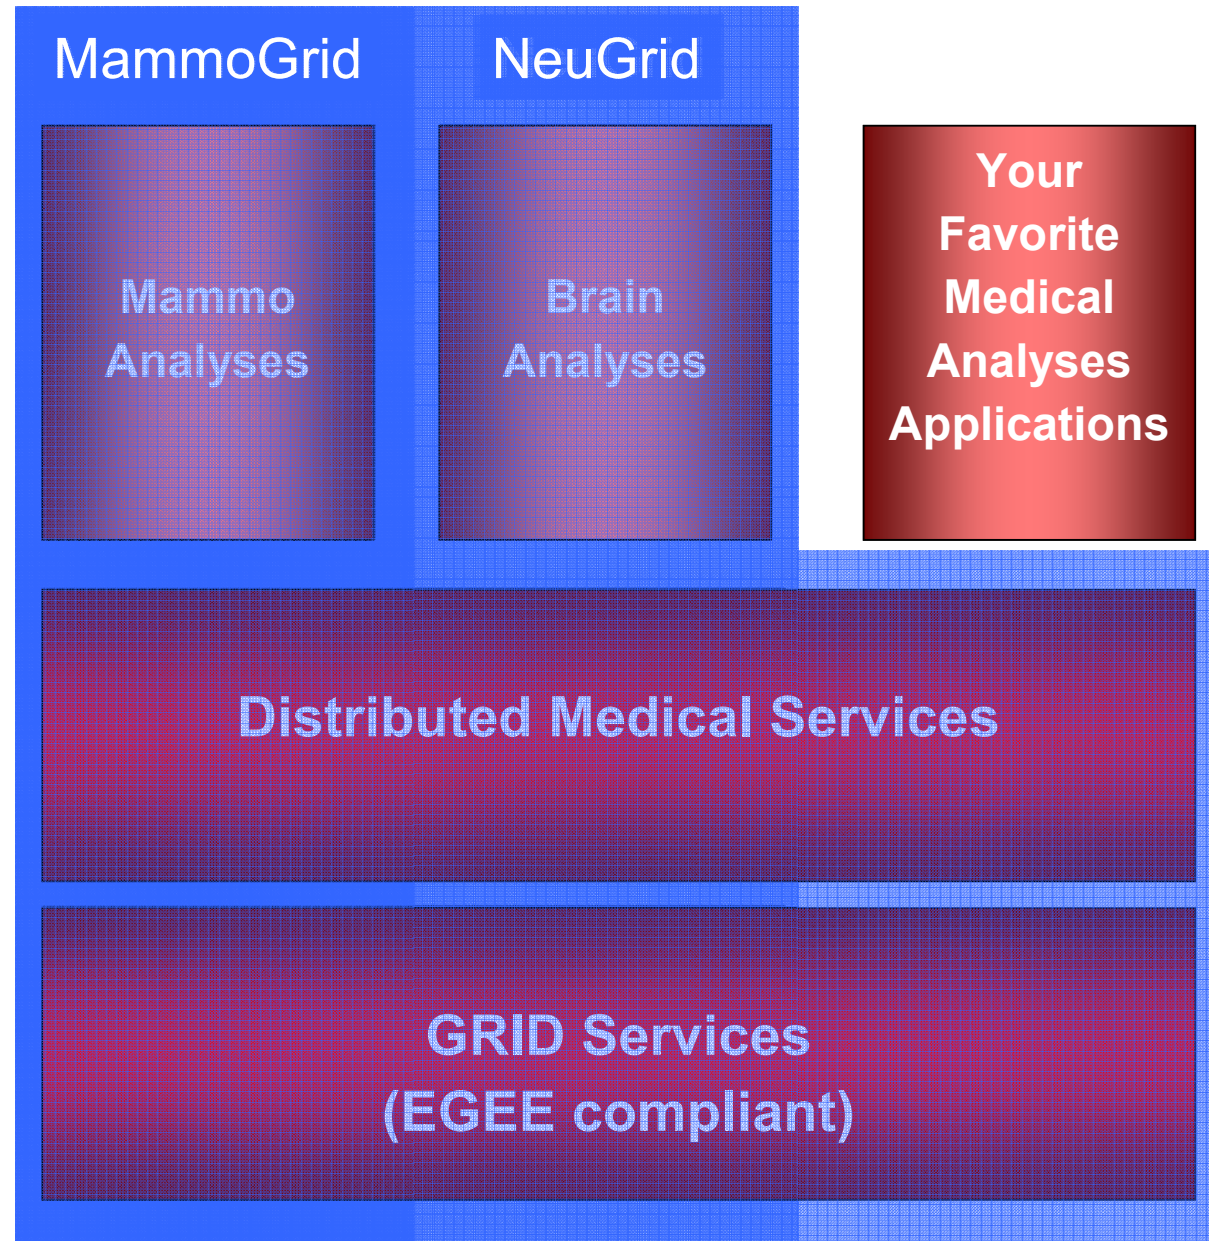 MammoGrid
NeuGrid
Mammo
Analyses
Brain
Analyses
Your
Favorite
Medical
Analyses
Applications
Distributed Medical Services
GRID Services
(EGEE compliant)